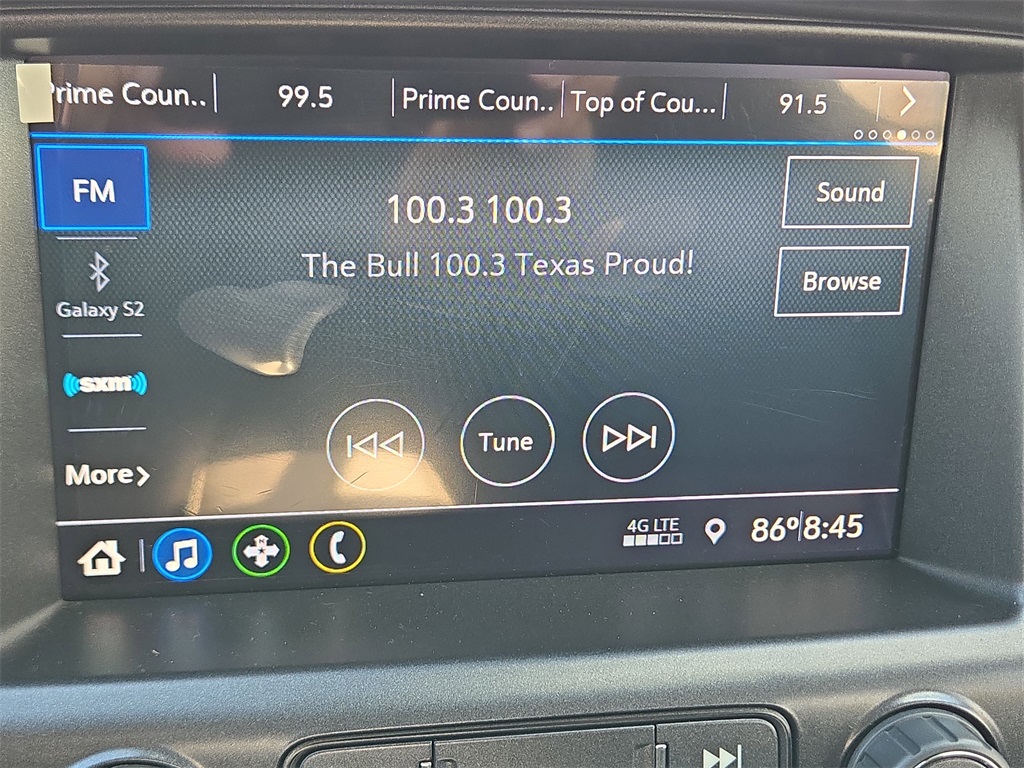 Prime Coun.. 99.5 Prime Coun.. Top of Cou... 91.5
FM
100.3 100.3
Sound
The Bull 100.3 Texas Proud!
Galaxy S2
Browse
sxm
Tune
More
N
4G LTE
86° 8:45